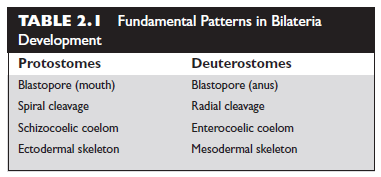 TABLE 2.1 Fundamental Patterns in Bilateria
Development
Protostomes Deuterostomes
Blastopore (mouth) Blastopore (anus)
Spiral cleavage Radial cleavage
Schizocoelic coelom Enterocoelic coelom
Ectodermal skeleton Mesodermal skeleton